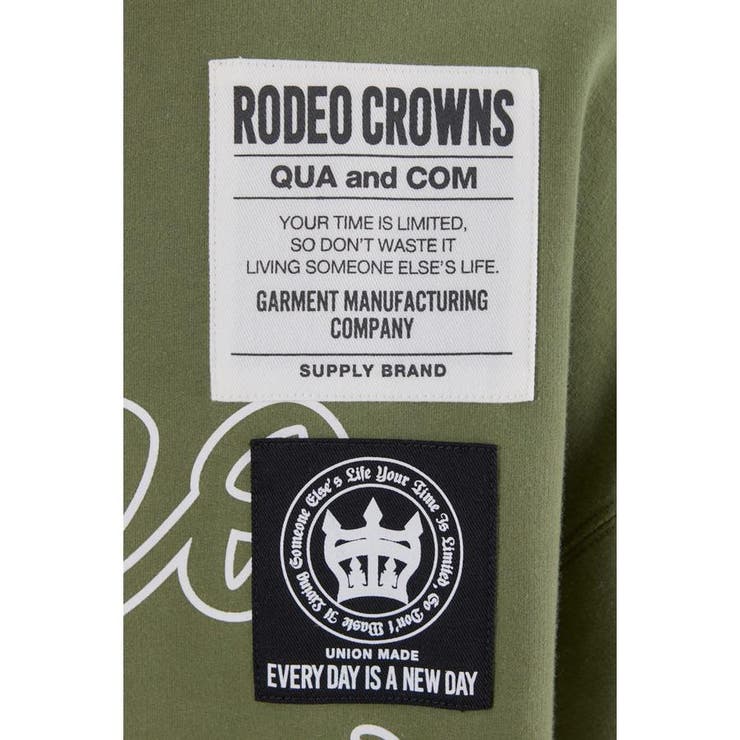 RODEO CROWNS
QUA and COM
YOUR TIME IS LIMITED,
SO DON'T WASTE IT
LIVING SOMEONE ELSE'S LIFE.
GARMENT MANUFACTURING
COMPANY
SUPPLY BRAND
Your Time Is Limited, So Don't Waste It Living Someone Else's Life
UNION MADE
EVERY DAY IS A NEW DAY